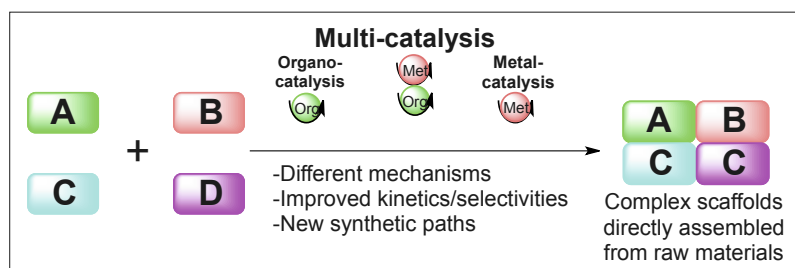 Multi-catalysis
Organo-
catalysis
Met
Metal-
catalysis
Org
Org
Met
A
B
A
B
+
C
D
C
C
-Different mechanisms
-Improved kinetics/selectivities
-New synthetic paths
Complex scaffolds
directly assembled
from raw materials